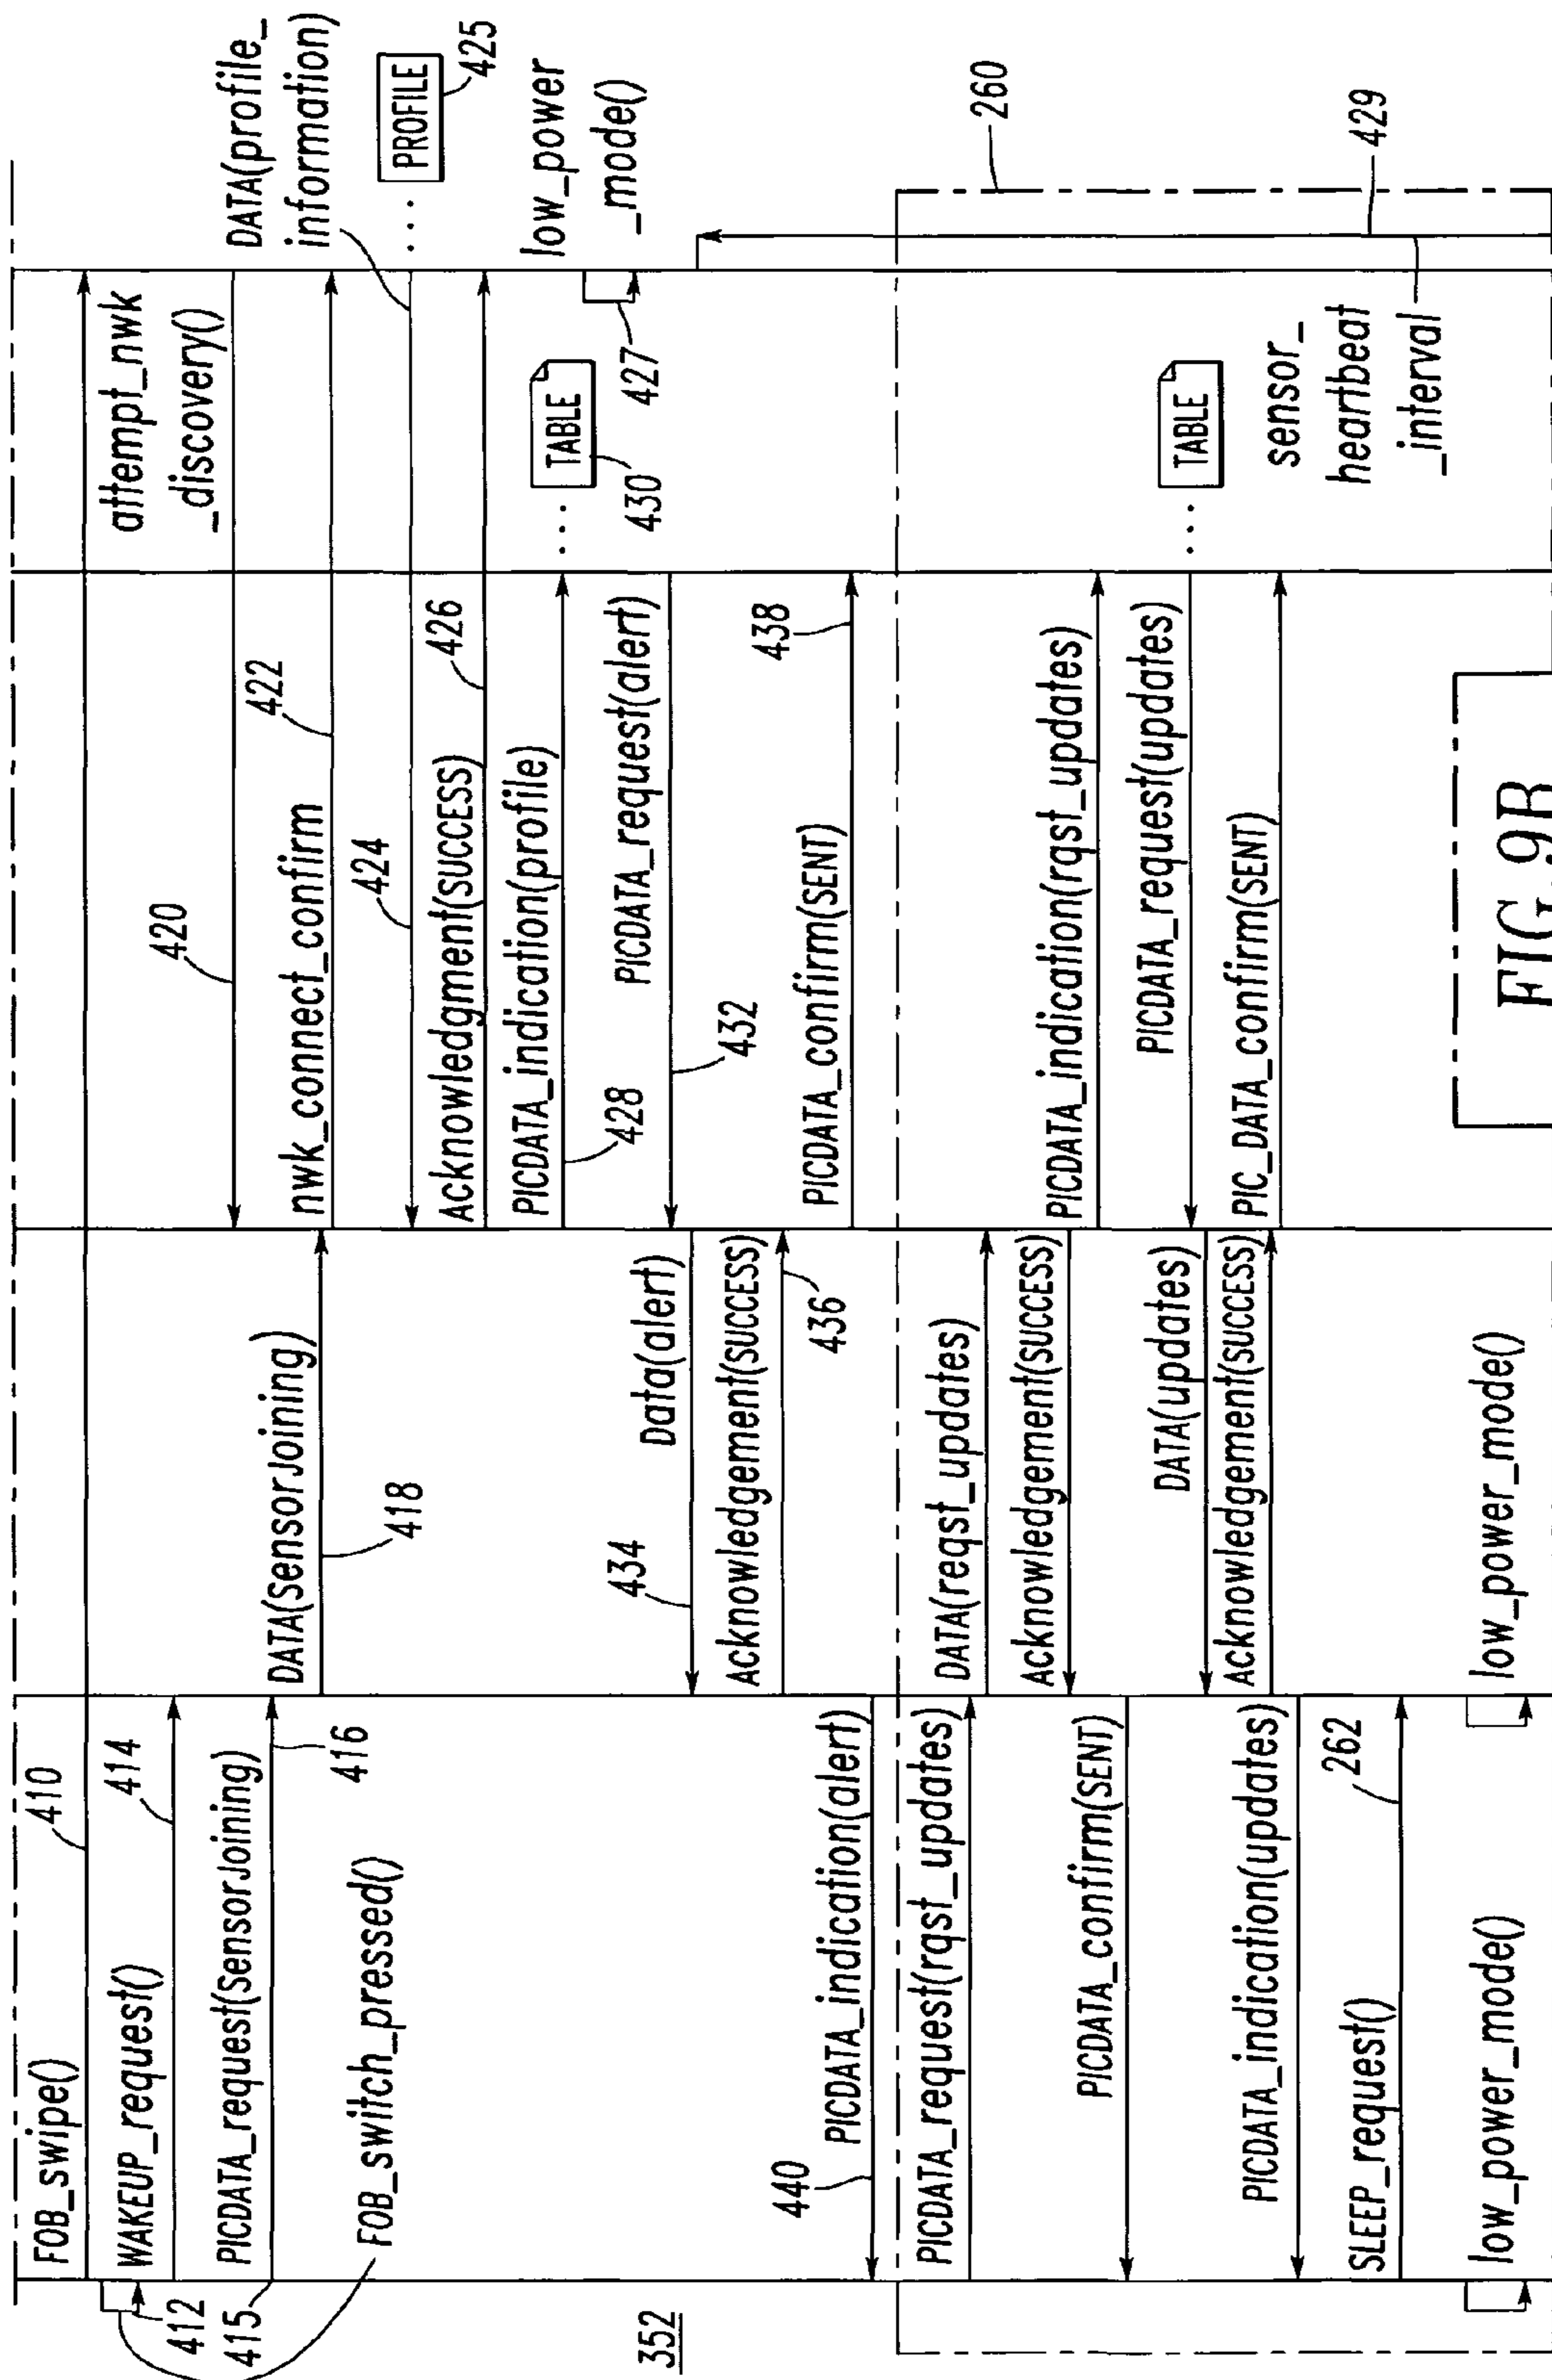 FOB_swipe()
410
412
WAKEUP_request()
414
attempt_nwk
_discovery()
PICDATA_request(SensorJoining)
415
416
420
DATA(profile_
information)
FOB_switch_pressed()
DATA(SensorJoining)
418
nwk_connect_confirm
422
424
... PROFILE
425
Acknowledgment(SUCCESS)
426
PICDATA_indication(profile)
428
... TABLE
430
427
low_power
_mode()
352
Data(alert)
434
PICDATA_request(alert)
432
Acknowledgement(SUCCESS)
436
PICDATA_confirm(SENT)
438
440
PICDATA_indication(alert)
260
PICDATA_request(rqst_updates)
DATA(reqst_updates)
Acknowledgement(SUCCESS)
PICDATA_indication(rqst_updates)
PICDATA_confirm(SENT)
PICDATA_request(updates)
... TABLE
DATA(updates)
Acknowledgement(SUCCESS)
PIC_DATA_confirm(SENT)
PICDATA_indication(updates)
sensor_
heartbeat
_interval
429
SLEEP_request()
262
low_power_mode()
low_power_mode()
FIG.9B